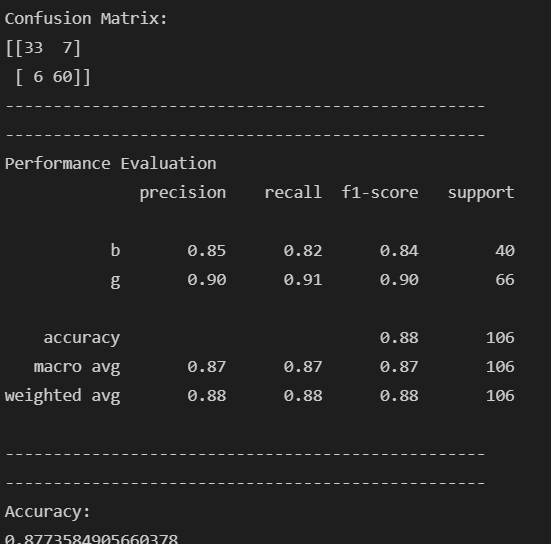 Confusion Matrix:
[[33  7]
 [ 6 60]]
--------------------------------------------------
--------------------------------------------------
Performance Evaluation
              precision    recall  f1-score   support

           b       0.85      0.82      0.84        40
           g       0.90      0.91      0.90        66

    accuracy                           0.88       106
   macro avg       0.87      0.87      0.87       106
weighted avg       0.88      0.88      0.88       106

--------------------------------------------------
--------------------------------------------------
Accuracy:
0.8773584905660378